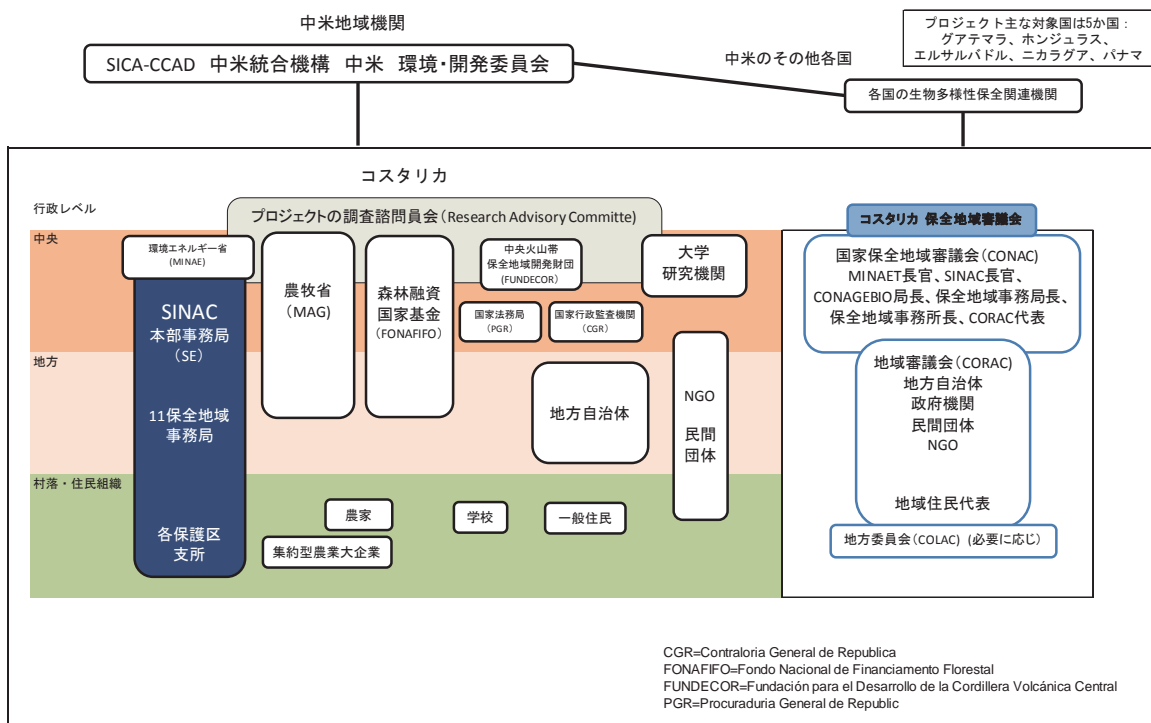 中米地域機関
SICA-CCAD 中米統合機構 中米 環境・開発委員会
中米のその他各国
プロジェクト主な対象国は5か国：
グアテマラ、ホンジュラス、
エルサルバドル、ニカラグア、パナマ
各国の生物多様性保全関連機関
コスタリカ
行政レベル
プロジェクトの調査諮問員会（Research Advisory Committe）
中央
環境エネルギー省
(MINAE)
SINAC
本部事務局
（SE）
農牧省
（MAG）
森林融資
国家基金
(FONAFIFO)
中央火山帯
保全地域開発財団
(FUNDECOR)
大学
研究機関
国家法務局
(PGR)
国家行政監査機関
(CGR)
地方
11保全地域
事務局
地方自治体
NGO
民間
団体
村落・住民組織
各保護区
支所
農家
学校
一般住民
集約型農業大企業
コスタリカ 保全地域審議会
国家保全地域審議会（CONAC）
MINAET長官、SINAC長官、
CONAGEBIO局長、保全地域事務局長、
保全地域事務所長、CORAC代表
地域審議会（CORAC）
地方自治体
政府機関
民間団体
NGO
地域住民代表
地方委員会（COLAC） (必要に応じ）
CGR=Contraloria General de Republica
FONAFIFO=Fondo Nacional de Financiamento Florestal
FUNDECOR=Fundación para el Desarrollo de la Cordillera Volcánica Central
PGR=Procuraduria General de Republic